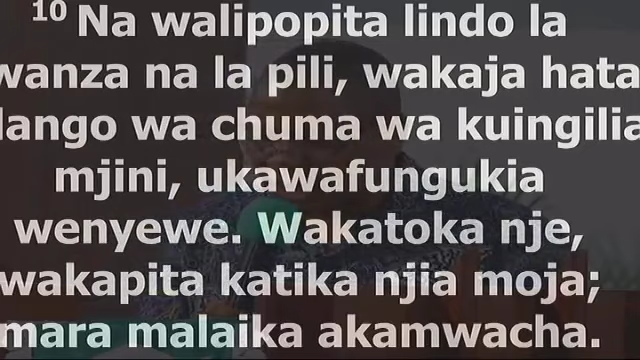 10 Na walipopita lindo la
wanza na la pili, wakaja hata
lango wa chuma wa kuingilia
mjini, ukawafungukia
wenyewe. Wakatoka nje,
wakapita katika njia moja;
mara malaika akamwacha.